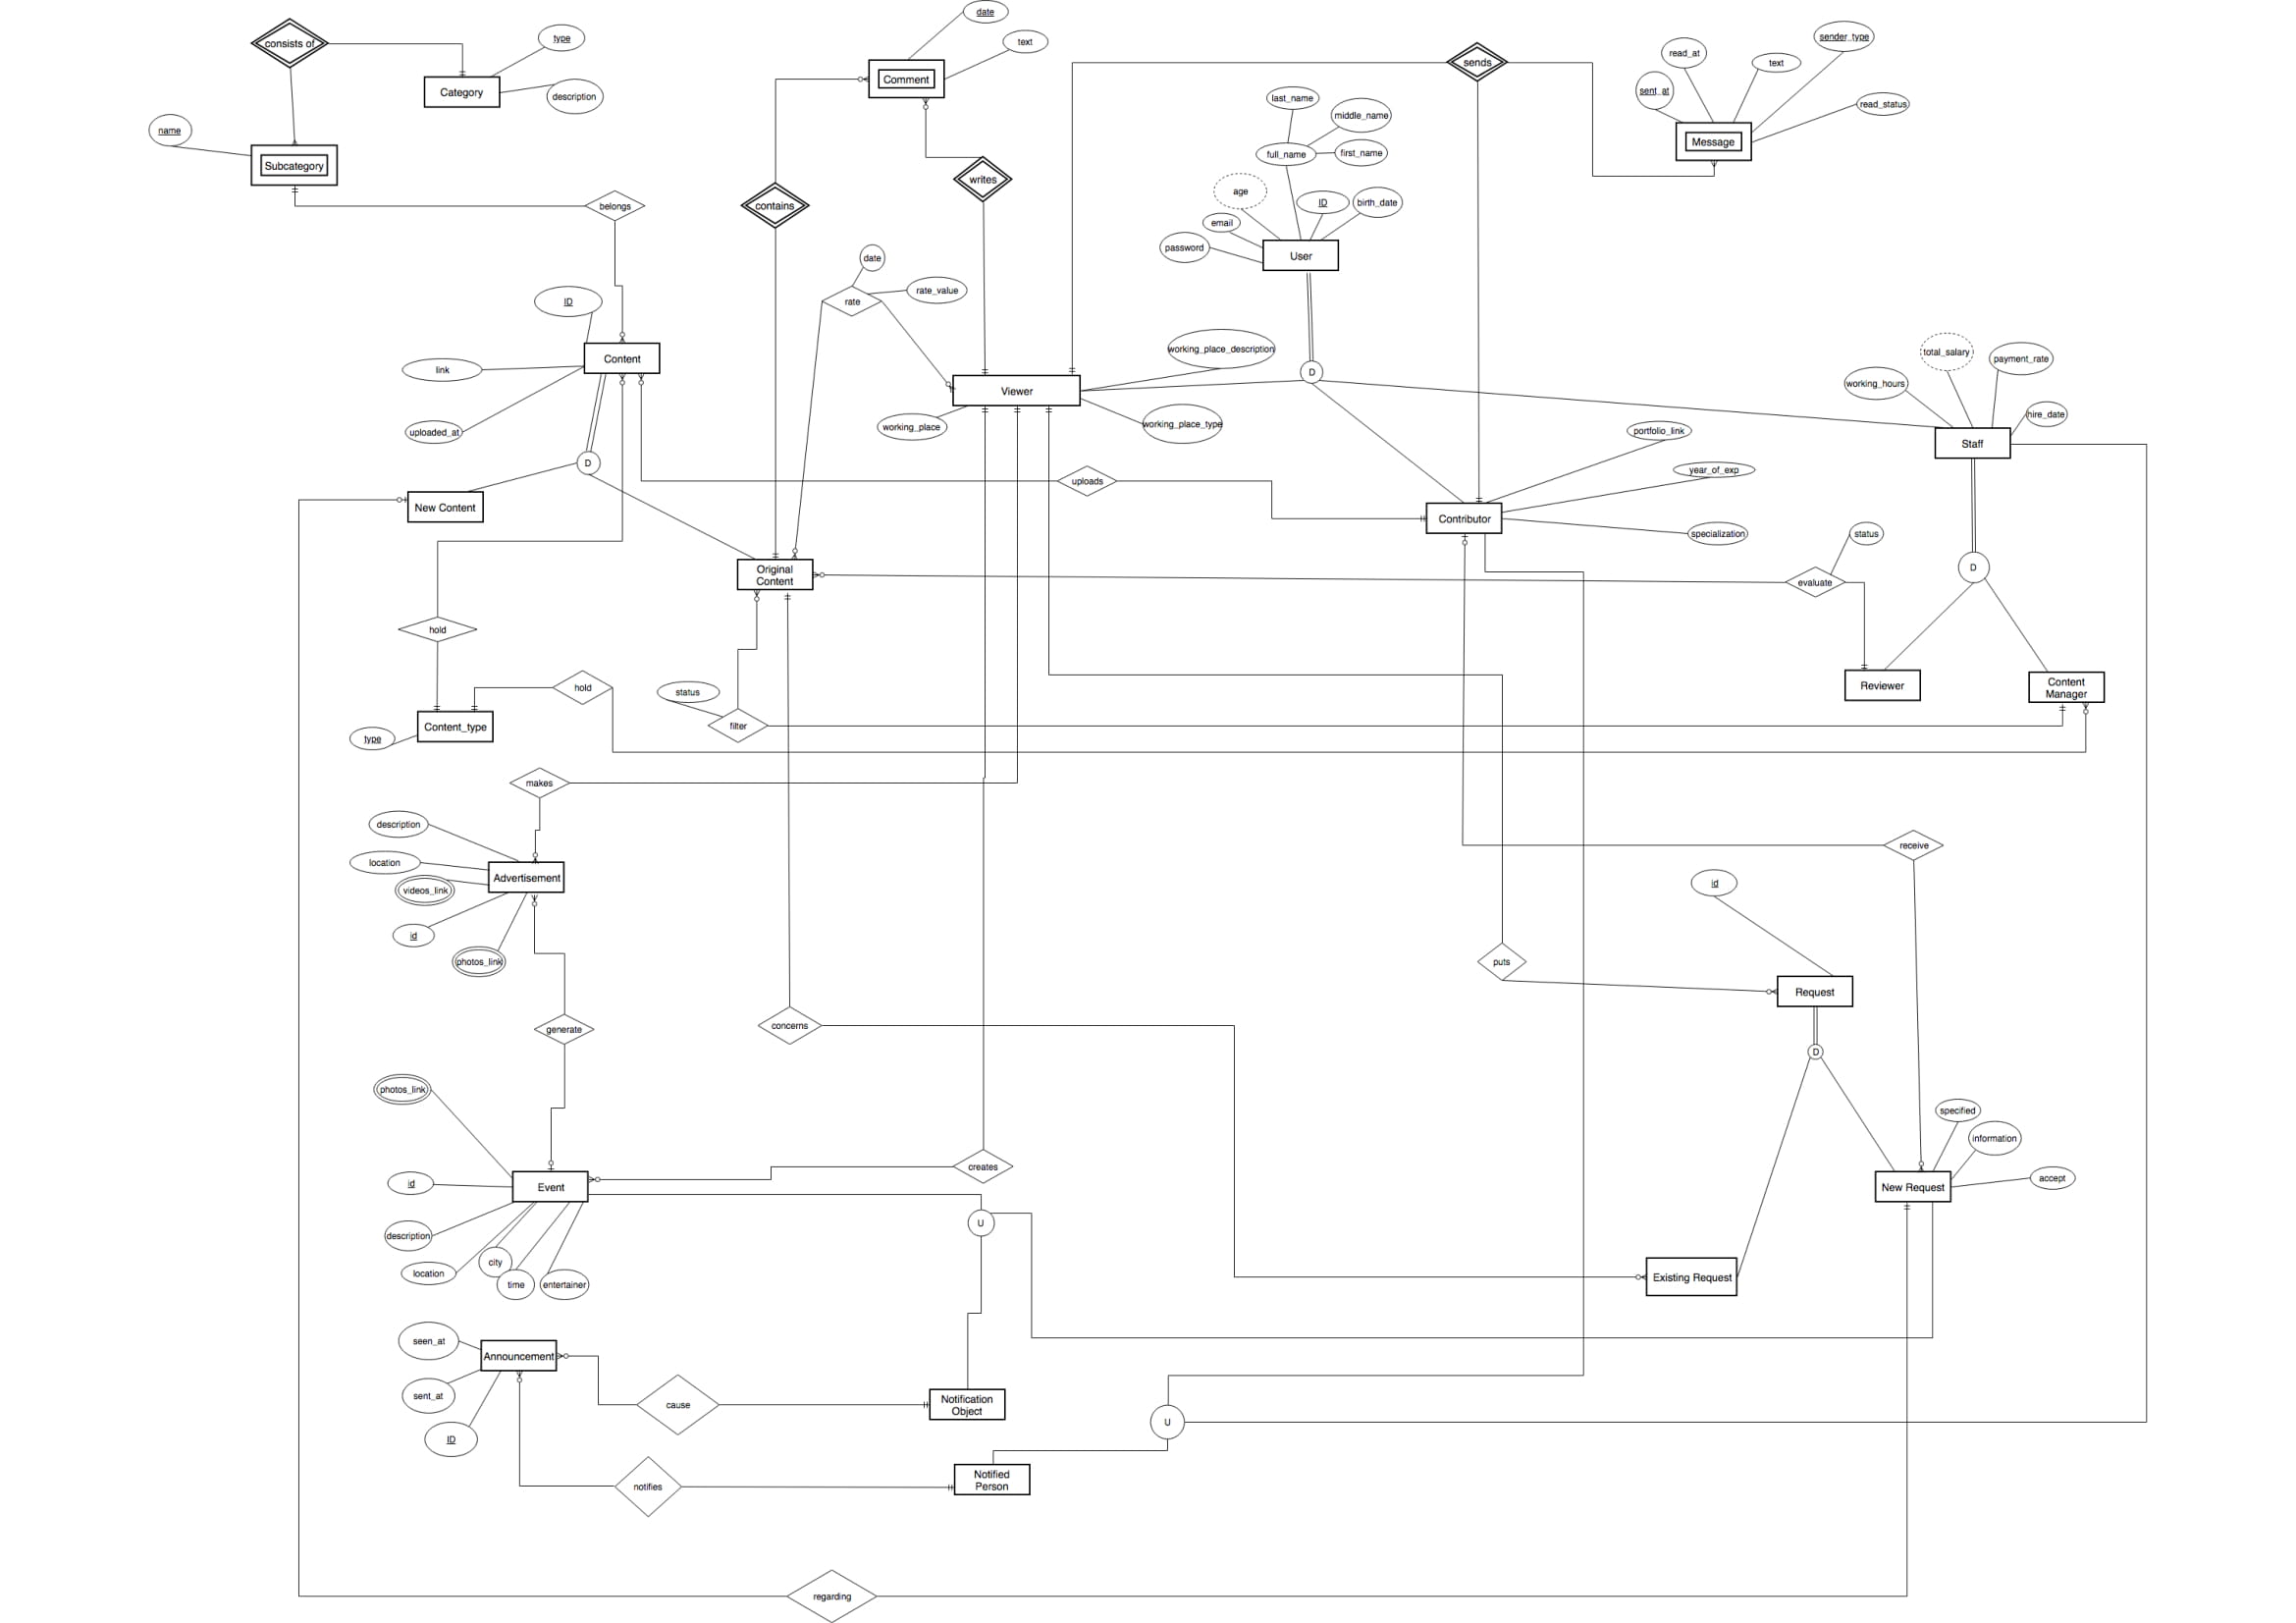 date
consists of
type
text
sender_type
read_at
text
sends
Comment
Category
description
sent_at
last_name
read_status
middle_name
name
Message
full_name
first_name
Subcategory
writes
age
ID
birth_date
contains
belongs
email
password
User
date
rate_value
rate
ID
working_place_description
total_salary
payment_rate
Content
link
Viewer
D
working_hours
hire_date
working_place
working_place_type
uploaded_at
portfolio_link
Staff
D
year_of_exp
uploads
New Content
Contributor
specialization
status
Original
Content
D
evaluate
hold
Reviewer
Content
Manager
hold
status
filter
Content_type
type
makes
description
receive
location
Advertisement
videos_link
id
id
photos_link
puts
Request
concerns
generate
D
photos_link
specified
information
creates
accept
id
Event
New Request
U
description
city
location
time
entertainer
Existing Request
seen_at
Announcement
sent_at
cause
Notification
Object
U
ID
notifies
Notified
Person
regarding